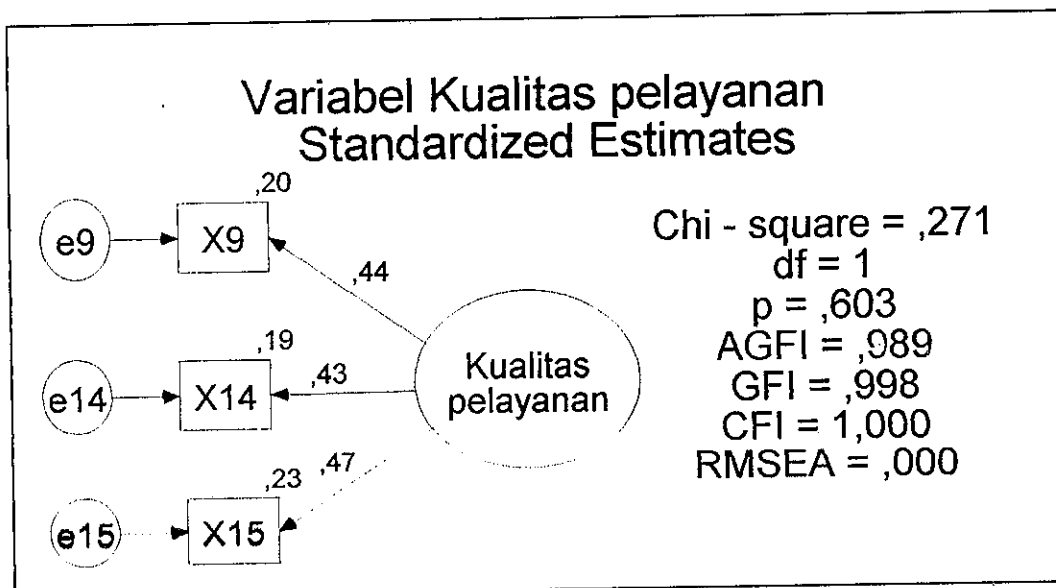 Variabel Kualitas pelayanan
Standardized Estimates
,20
e9
X9
,44
,19
e14
X14
,43
Kualitas
pelayanan
,23
,47
e15
X15
Chi - square = ,271
df = 1
p = ,603
AGFI = ,989
GFI = ,998
CFI = 1,000
RMSEA = ,000